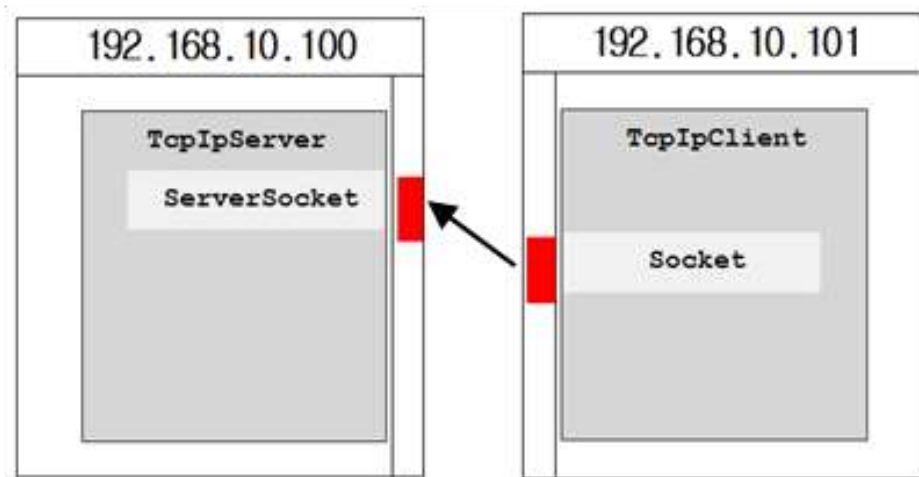 192.168.10.100
TcpIpServer
ServerSocket
192.168.10.101
TcpIpClient
Socket